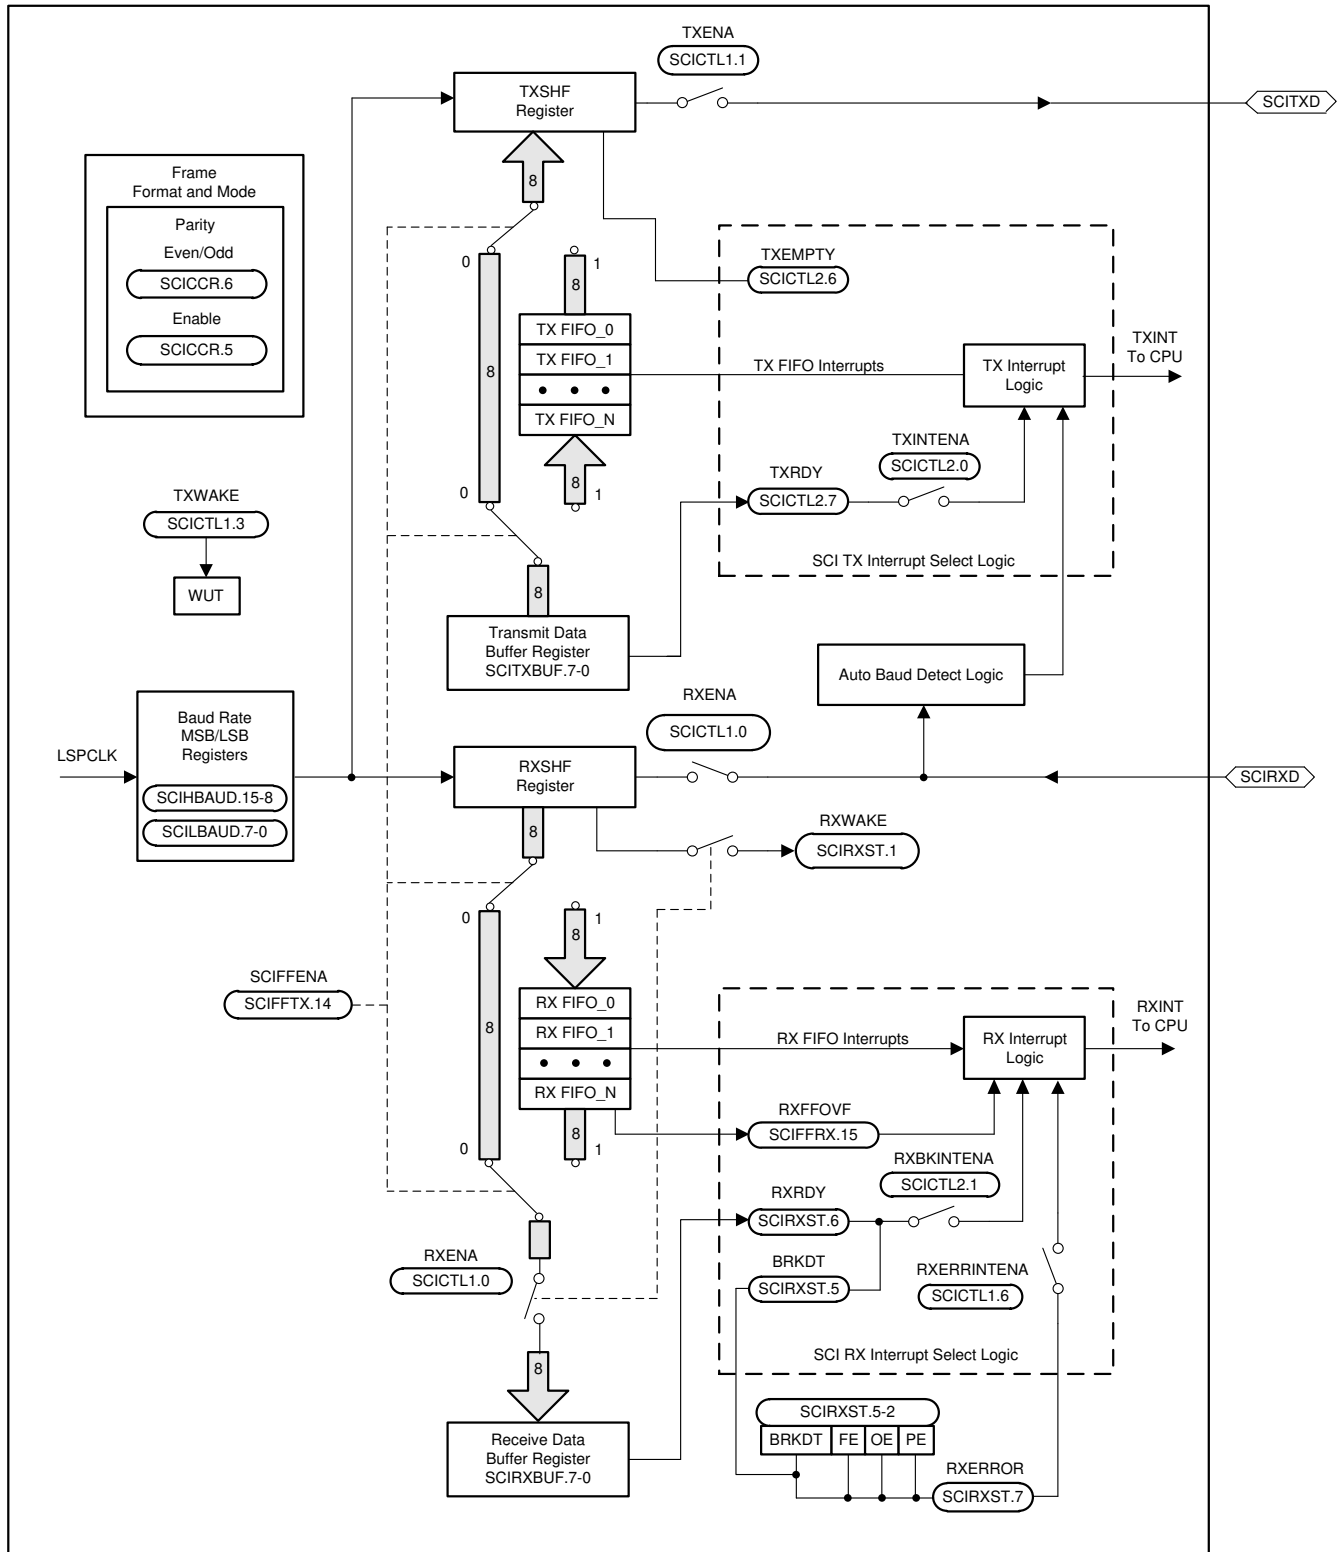 TXENA
SCICTL1.1
TXSHF
Register
SCITXD
Frame
Format and Mode
Parity
Even/Odd
SCICCR.6
Enable
SCICCR.5
8
0
1
8
8
TX FIFO_0
TX FIFO_1
TX FIFO_N
8
0
1
TXEMPTY
SCICTL2.6
TX FIFO Interrupts
TX Interrupt
Logic
TXINT
To CPU
TXINTENA
SCICTL2.0
TXRDY
SCICTL2.7
SCI TX Interrupt Select Logic
TXWAKE
SCICTL1.3
WUT
8
Transmit Data
Buffer Register
SCITXBUF.7-0
Auto Baud Detect Logic
RXENA
SCICTL1.0
LSPCLK
Baud Rate
MSB/LSB
Registers
SCIHBAUD.15-8
SCILBAUD.7-0
RXSHF
Register
SCIRXD
8
RXWAKE
SCIRXST.1
0
1
8
SCIFFENA
SCIFFTX.14
8
RX FIFO_0
RX FIFO_1
RX FIFO_N
8
0
1
RX FIFO Interrupts
RX Interrupt
Logic
RXINT
To CPU
RXFFOVF
SCIFFRX.15
RXBKINTENA
SCICTL2.1
RXRDY
SCIRXST.6
BRKDT
SCIRXST.5
RXERRINTENA
SCICTL1.6
SCI RX Interrupt Select Logic
RXENA
SCICTL1.0
8
Receive Data
Buffer Register
SCIRXBUF.7-0
SCIRXST.5-2
BRKDT FE OE PE
RXERROR
SCIRXST.7